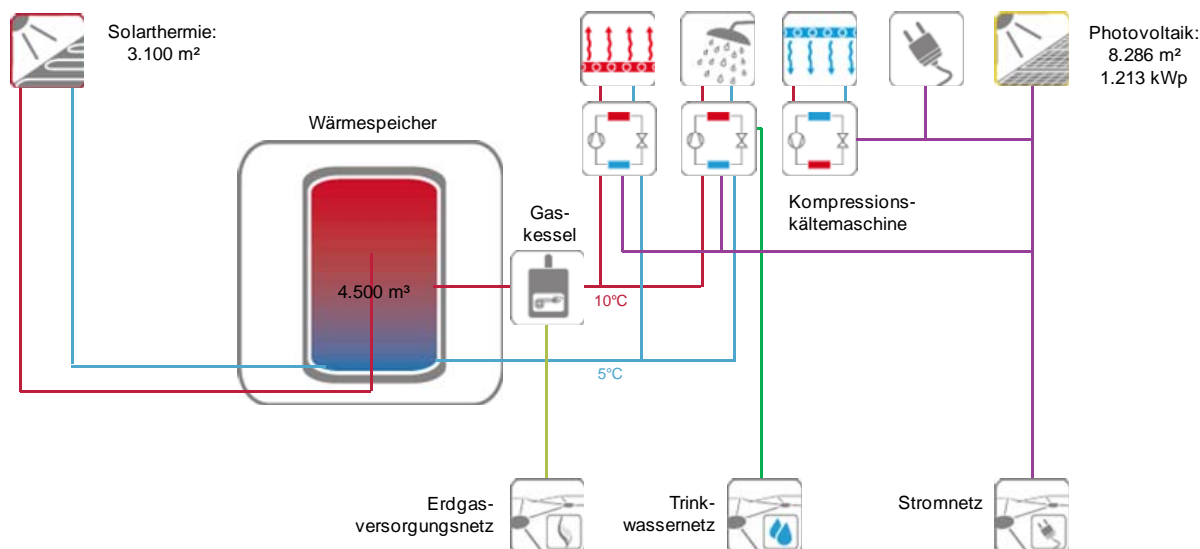 Solarthermie:
3.100 m²
Photovoltaik:
8.286 m²
1.213 kWp
Wärmespeicher
Gas-
kessel
Kompressions-
kältemaschine
4.500 m³
10°C
5°C
Erdgas-
versorgungsnetz
Trink-
wassernetz
Stromnetz